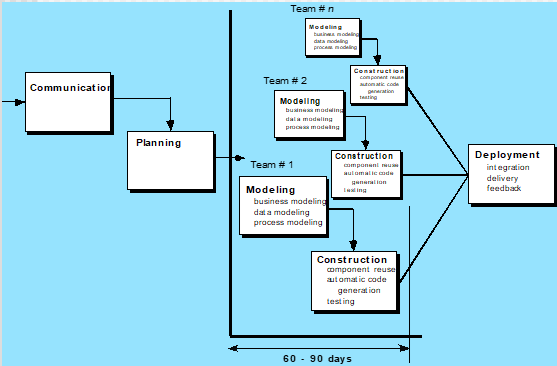 Team # n
Modeling
business modeling
data modeling
process modeling
Construction
component reuse
automatic code
generation
testing
Team # 2
Modeling
business modeling
data modeling
process modeling
Construction
component reuse
automatic code
generation
testing
Team # 1
Modeling
business modeling
data modeling
process modeling
Construction
component reuse
automatic code
generation
testing
Communication
Planning
Deployment
integration
delivery
feedback
60 - 90 days